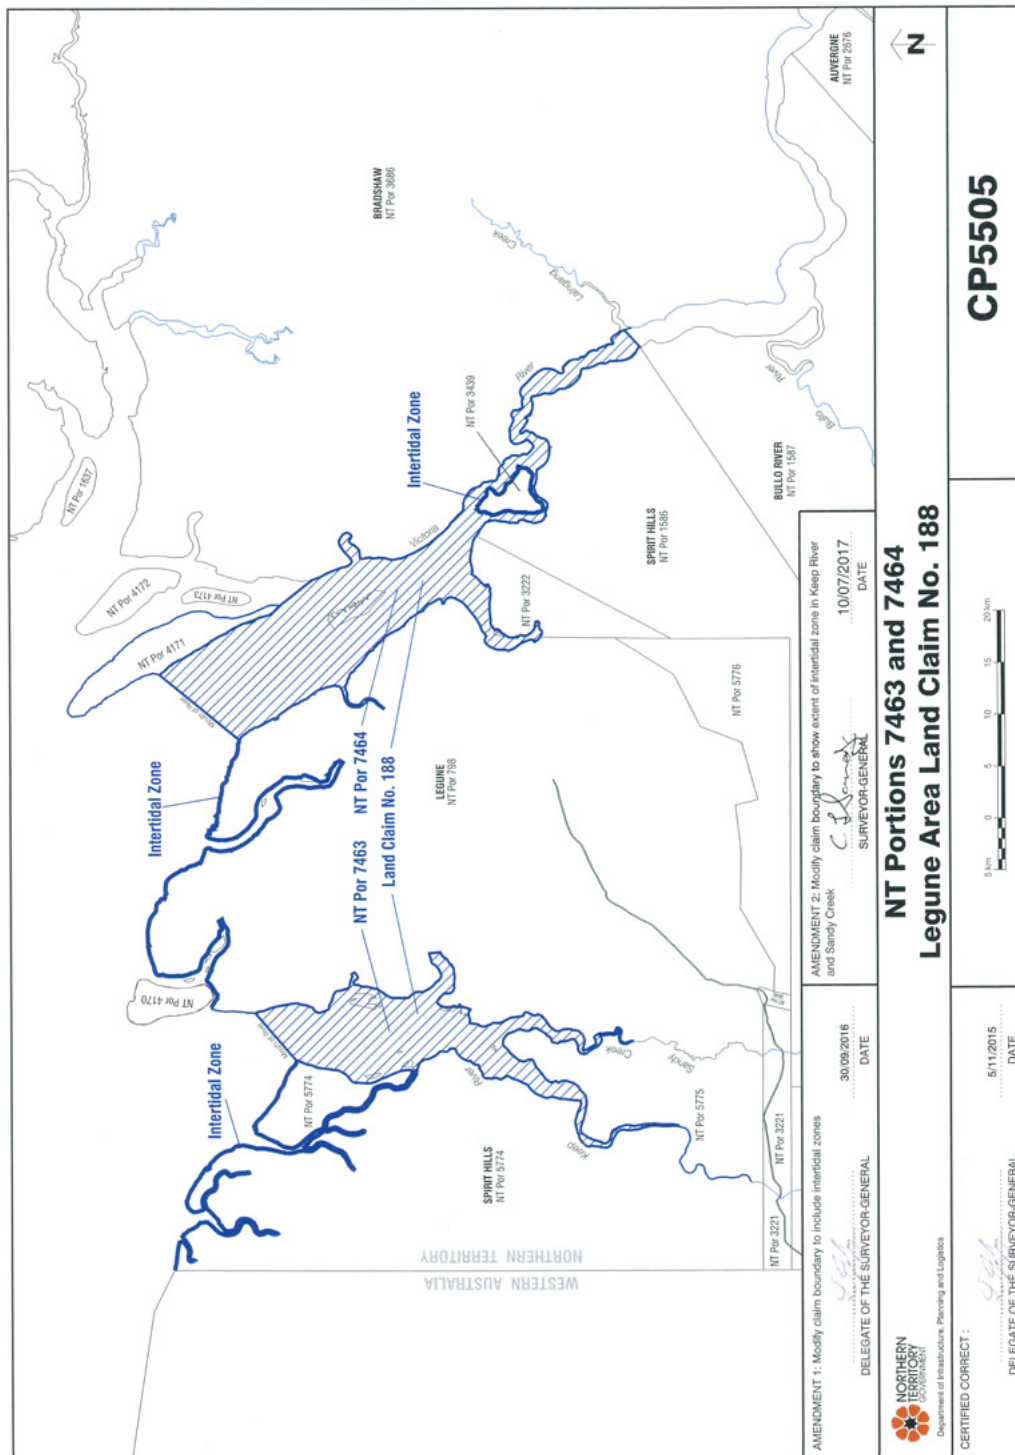 BRADSHAW
NT Por 3686
AUVERGNE
NT Por 2676
NT Por 1637
NT Por 4172
NT Por 4173
NT Por 4171
Mouth of River
Intertidal Zone
Intertidal Zone
NT Por 3439
Victoria
River
Lalngang
Creek
Bullo
River
BULLO RIVER
NT Por 1587
SPIRIT HILLS
NT Por 1586
NT Por 3222
NT Por 5776
LEGUNE
NT Por 798
NT Por 7463 NT Por 7464
Land Claim No. 188
NT Por 4170
Mouth of River
Intertidal Zone
NT Por 5774
SPIRIT HILLS
NT Por 5774
Keep
River
Sandy
Creek
NT Por 5775
NT Por 3221
NT Por 3221
WESTERN AUSTRALIA
NORTHERN TERRITORY
AMENDMENT 1: Modify claim boundary to include intertidal zones
30/09/2016
DELEGATE OF THE SURVEYOR-GENERAL
DATE
AMENDMENT 2: Modify claim boundary to show extent of intertidal zone in Keep River
and Sandy Creek
10/07/2017
SURVEYOR-GENERAL
DATE
NORTHERN
TERRITORY
GOVERNMENT
Department of Infrastructure, Planning and Logistics
NT Portions 7463 and 7464
Legune Area Land Claim No. 188
N
CERTIFIED CORRECT :
5/11/2015
DELEGATE OF THE SURVEYOR-GENERAL
DATE
5 km 0 5 10 15 20 km
CP5505